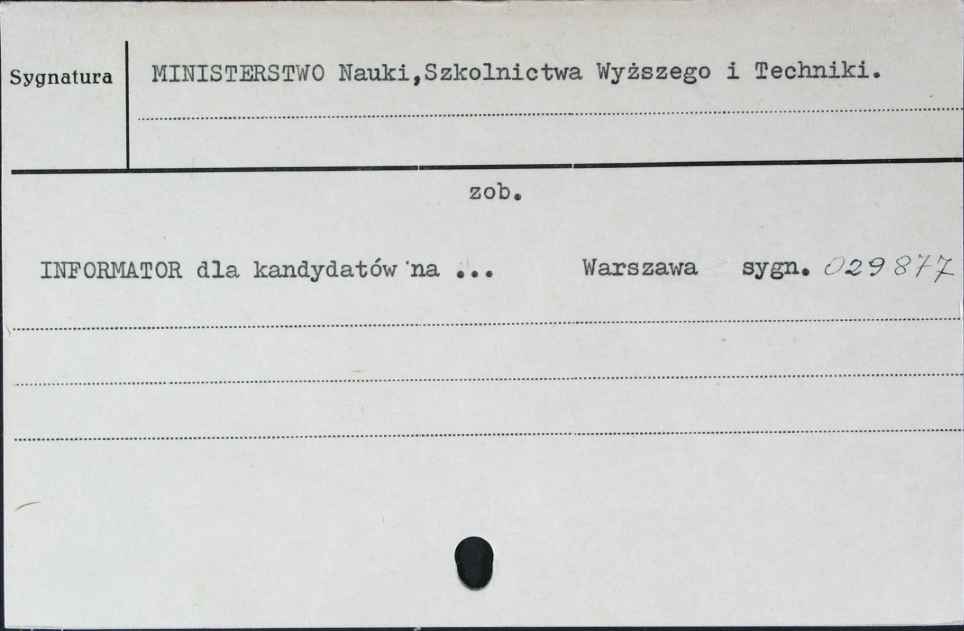 Sygnatura
MINISTERSTWO Nauki,Szkolnictwa Wyższego i Techniki.
zob.
INFORMATOR dla kandydatów na ... Warszawa sygn. 029877